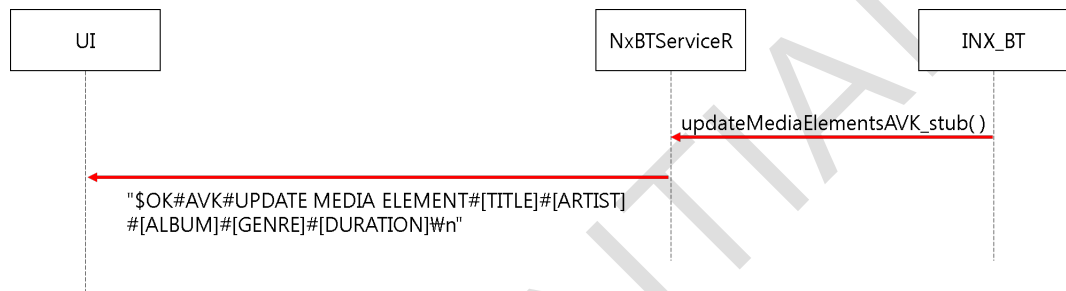 UI
NxBTServiceR
INX_BT
updateMediaElementsAVK_stub( )
"$OK#AVK#UPDATE MEDIA ELEMENT#[TITLE]#[ARTIST]
#[ALBUM]#[GENRE]#[DURATION]₩n"